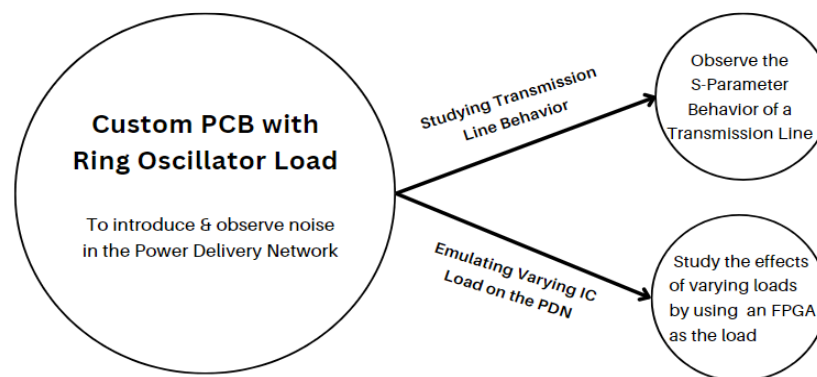 Custom PCB with
Ring Oscillator Load
To introduce & observe noise
in the Power Delivery Network
Studying Transmission
Line Behavior
Observe the
S-Parameter
Behavior of a
Transmission Line
Emulating Varying IC
Load on the PDN
Study the effects
of varying loads
by using an FPGA
as the load